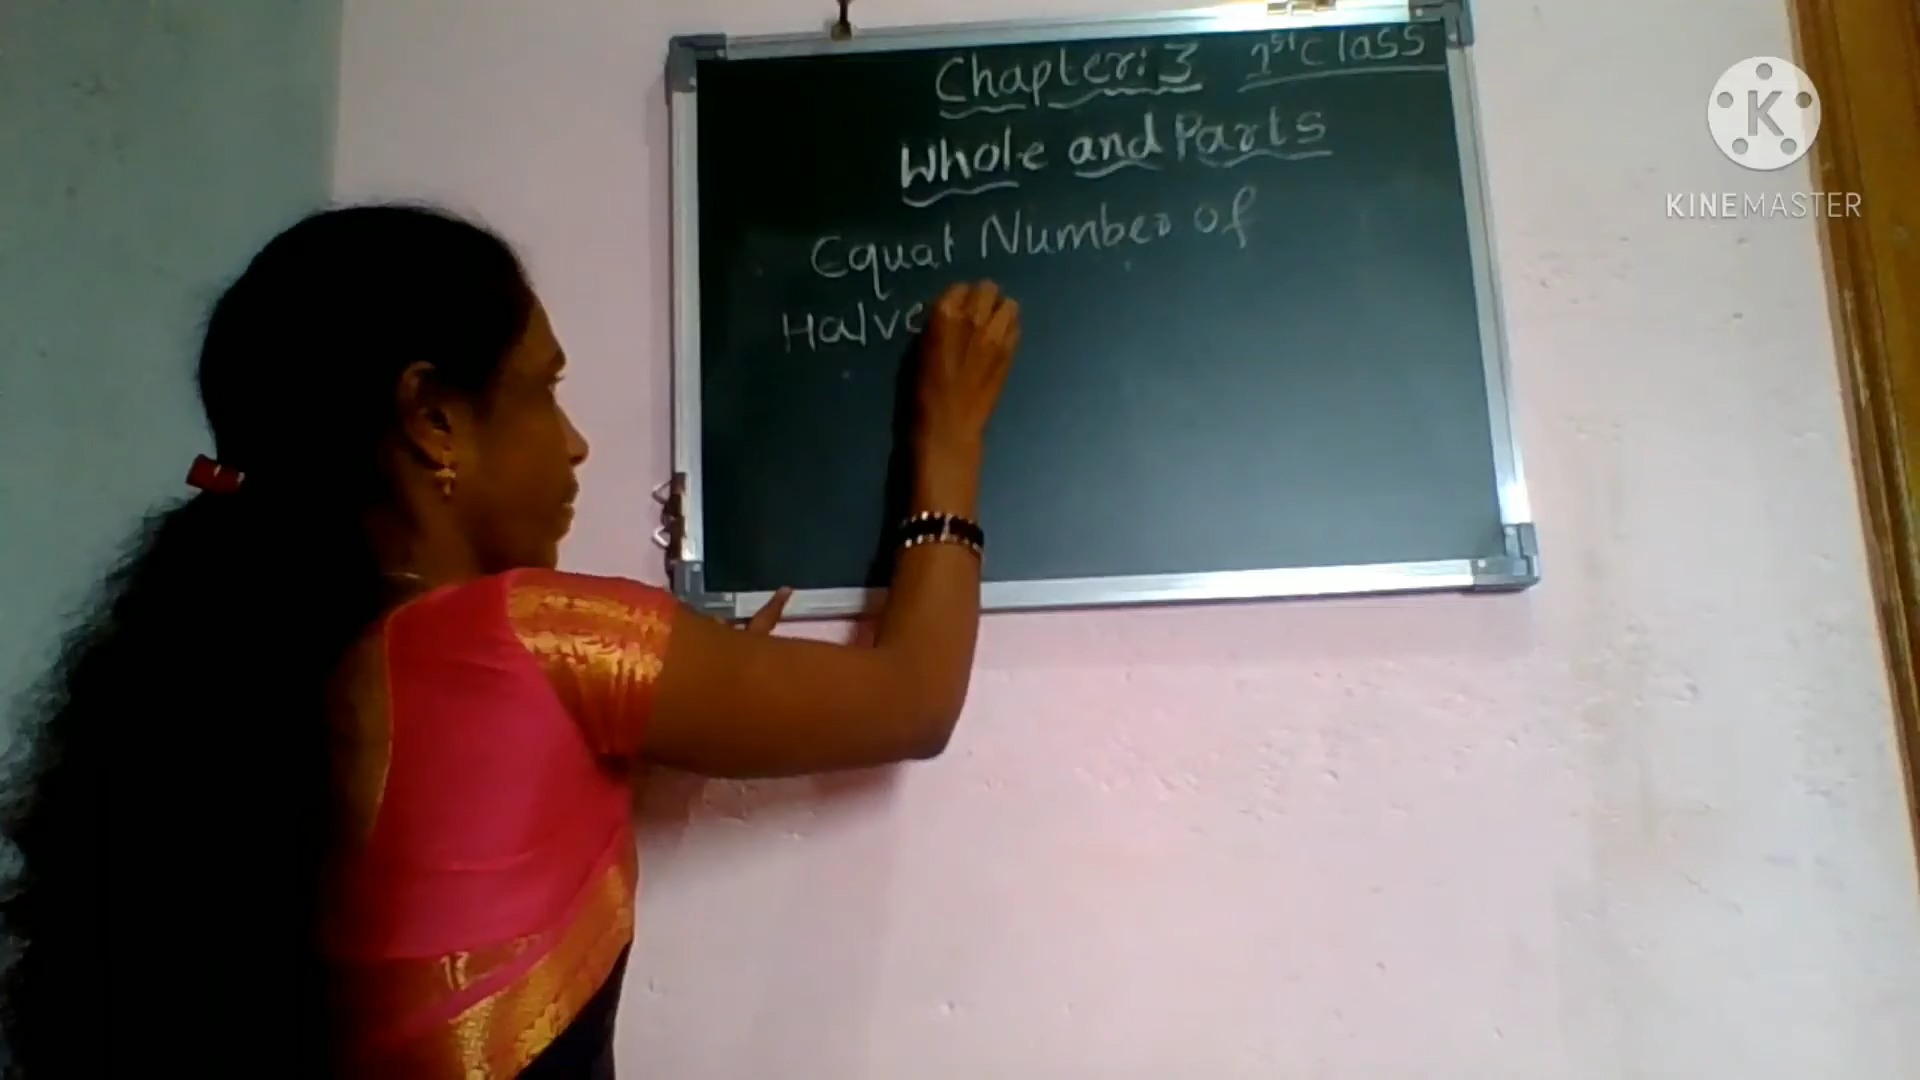 Chapter: 3 1st Class
Whole and Parts
Equal Number of
Halve
K
KINEMASTER